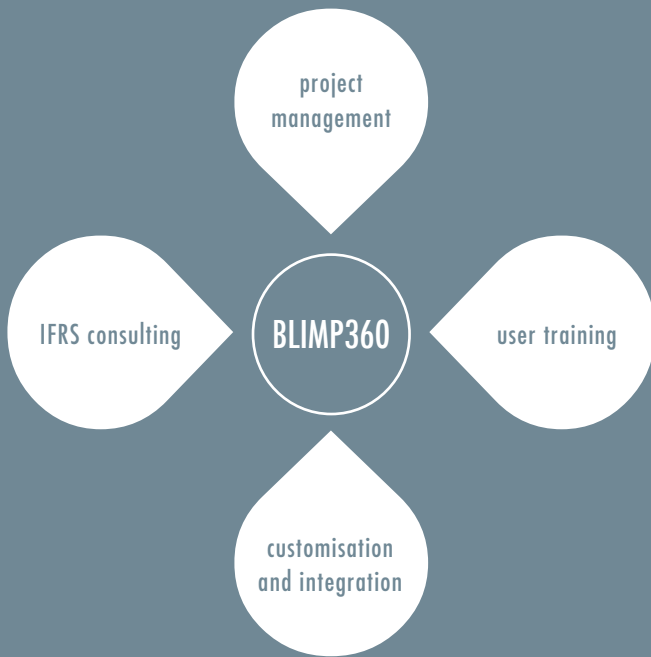 project
management
IFRS consulting
BLIMP360
user training
customisation
and integration